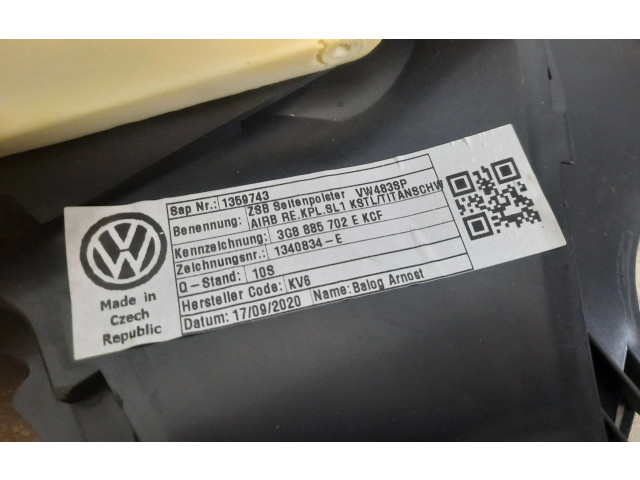 Sap Nr.: 1359743
Benennung: ZSB Seitenpolster VW483SP
AIRB RE.KPL.SL1 KSTL/TITANSCHW
Kennzeichnung: 3G8 885 702 E KCF
Zeichnungsnr.: 1340834-E
Q-Stand: 10S
Hersteller Code: KV6
Datum: 17/09/2020 Name: Balog Arnost
VW
Made in
Czech
Republic